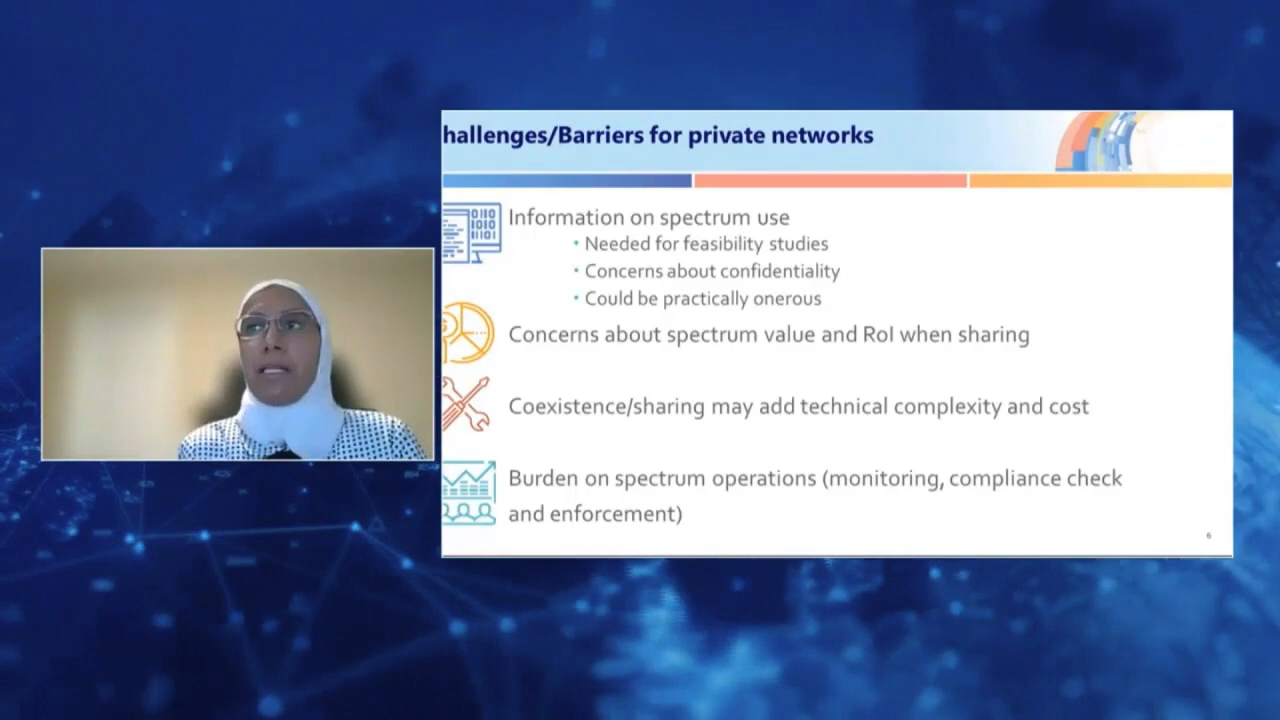 hallenges/Barriers for private networks
Information on spectrum use
• Needed for feasibility studies
• Concerns about confidentiality
• Could be practically onerous
Concerns about spectrum value and RoI when sharing
Coexistence/sharing may add technical complexity and cost
Burden on spectrum operations (monitoring, compliance check
and enforcement)
6